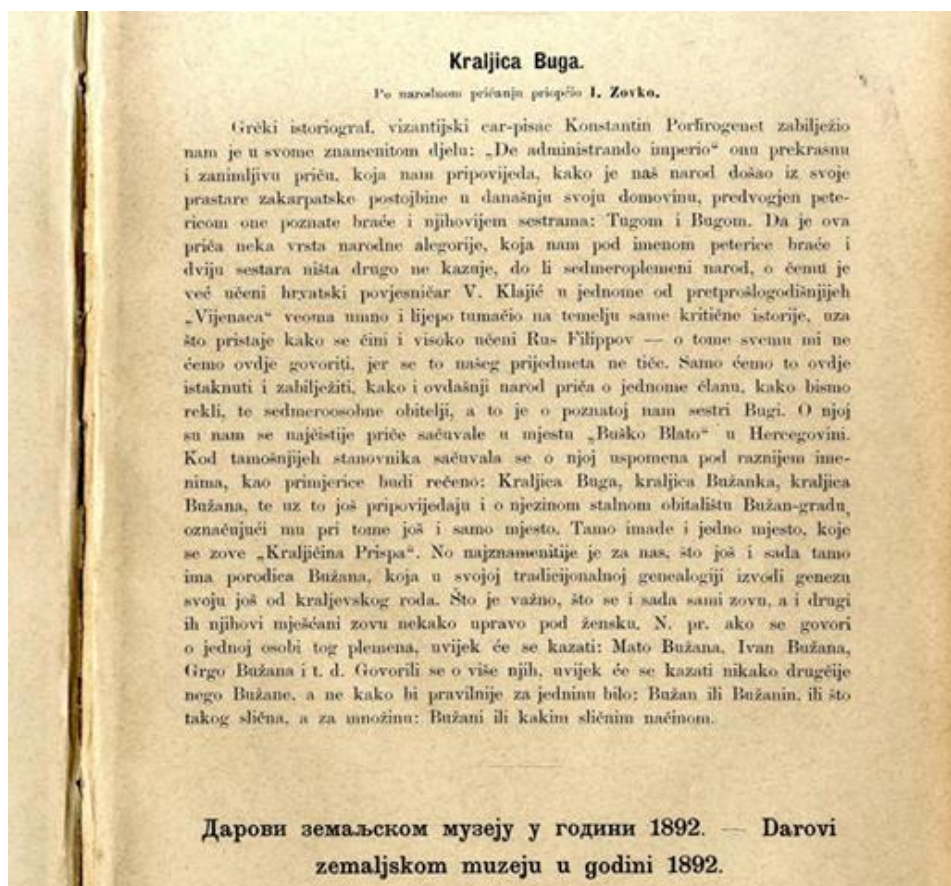 Kraljica Buga.
Po narodnom pričanju priopćio I. Zovko.
Grčki istoriograf, vizantijski car-pisac Konstantin Porfirogenet zabilježio
nam je u svome znamenitom djelu: „De administrando imperio“ onu prekrasnu
i zanimljivu priču, koja nam pripovijeda, kako je naš narod došao iz svoje
prastare zakarpatske postojbine u današnju svoju domovinu, predvogjen pete-
ricom one poznate braće i njihovijem sestrama: Tugom i Bugom. Da je ova
priča neka vrsta narodne alegorije, koja nam pod imenom peterice braće i
dviju sestara ništa drugo ne kazuje, do li sedmeroplemeni narod, o čemu je
već učeni hrvatski povjesničar V. Klajić u jednome od pretprošlogodišnjijeh
„Vijenaca“ veoma umno i lijepo tumačio na temelju same kritične istorije, uza
što pristaje kako se čini i visoko učeni Rus Filippov — o tome svemu mi ne
ćemo ovdje govoriti, jer se to našeg prijedmeta ne tiče. Samo ćemo to ovdje
istaknuti i zabilježiti, kako i ovdašnji narod priča o jednome članu, kako bismo
rekli, te sedmeroosobne obitelji, a to je o poznatoj nam sestri Bugi. O njoj
su nam se najčistije priče sačuvale u mjestu „Buško Blato“ u Hercegovini.
Kod tamošnjijeh stanovnika sačuvala se o njoj uspomena pod raznijem ime-
nima, kao primjerice budi rečeno: Kraljica Buga, kraljica Bužanka, kraljica
Bužana, te uz to još pripovijedaju i o njezinom stalnom obitalištu Bužan-gradu,
označujući mu pri tome još i samo mjesto. Tamo imade i jedno mjesto, koje
se zove „Kraljičina Prispa“. No najznamenitije je za nas, što još i sada tamo
ima porodica Bužana, koja u svojoj tradicijonalnoj genealogiji izvodi genezu
svoju još od kraljevskog roda. Što je važno, što se i sada sami zovu, a i drugi
ih njihovi mješćani zovu nekako upravo pod žensku. N. pr. ako se govori
o jednoj osobi tog plemena, uvijek će se kazati: Mato Bužana, Ivan Bužana,
Grgo Bužana i t. d. Govorili se o više njih, uvijek će se kazati nikako drugčije
nego Bužane, a ne kako bi pravilnije za jedninu bilo: Bužan ili Bužanin, ili što
takog slična, a za množinu: Bužani ili kakim sličnim načinom.
Дарови земаљском музеју у години 1892. — Darovi
zemaljskom muzeju u godini 1892.